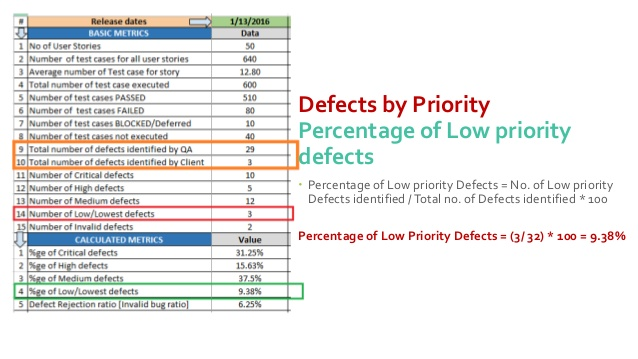 # Release dates 1/13/2016
BASIC METRICS Data
1 No of User Stories 50
2 Number of test cases for all user stories 640
3 Average number of Test case for story 12.80
4 Total number of test case executed 600
5 Number of test cases PASSED 510
6 Number of test cases FAILED 80
7 Number of test cases BLOCKED/Deferred 10
8 Number of test cases not executed 40
9 Total number of defects identified by QA 29
10 Total number of defects identified by Client 3
11 Number of Critical defects 10
12 Number of High defects 5
13 Number of Medium defects 12
14 Number of Low/Lowest defects 3
15 Number of Invalid defects 2
CALCULATED METRICS Value
1 %ge of Critical defects 31.25%
2 %ge of High defects 15.63%
3 %ge of Medium defects 37.5%
4 %ge of Low/Lowest defects 9.38%
5 Defect Rejection ratio [Invalid bug ratio] 6.25%
Defects by Priority
Percentage of Low priority
defects
• Percentage of Low priority Defects = No. of Low priority
Defects identified / Total no. of Defects identified * 100
Percentage of Low Priority Defects = (3/32) * 100 = 9.38%